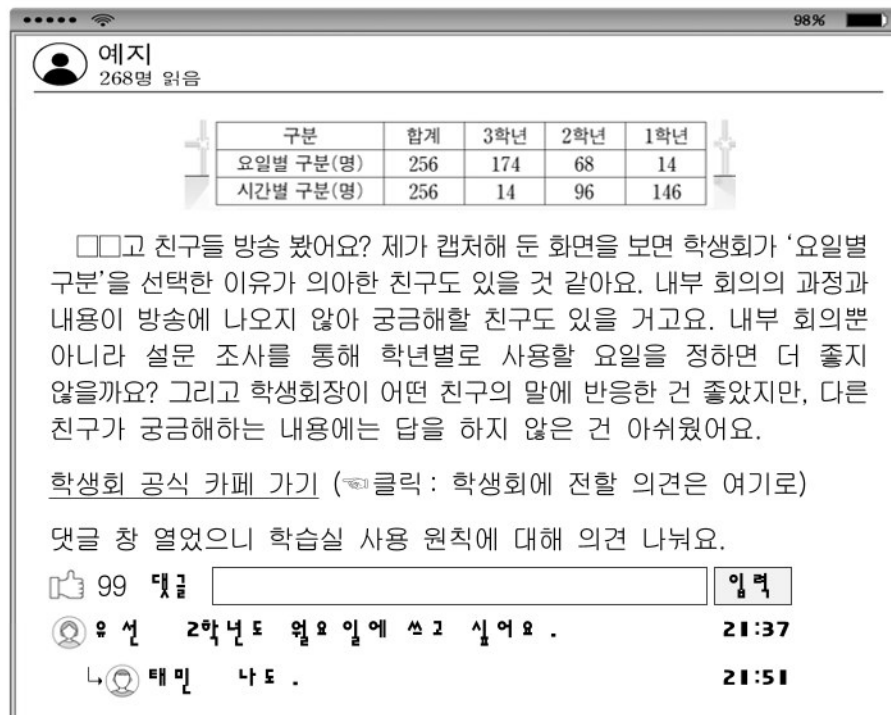 98%
예지
268명 읽음
구분 합계 3학년 2학년 1학년
요일별 구분(명) 256 174 68 14
시간별 구분(명) 256 14 96 146
□□고 친구들 방송 봤어요? 제가 캡처해 둔 화면을 보면 학생회가 ‘요일별
구분’을 선택한 이유가 의아한 친구도 있을 것 같아요. 내부 회의의 과정과
내용이 방송에 나오지 않아 궁금해할 친구도 있을 거고요. 내부 회의뿐
아니라 설문 조사를 통해 학년별로 사용할 요일을 정하면 더 좋지
않을까요? 그리고 학생회장이 어떤 친구의 말에 반응한 건 좋았지만, 다른
친구가 궁금해하는 내용에는 답을 하지 않은 건 아쉬웠어요.
학생회 공식 카페 가기 (☜클릭 : 학생회에 전할 의견은 여기로)
댓글 창 열었으니 학습실 사용 원칙에 대해 의견 나눠요.
99 댓글 입력
유선 2학년도 월요일에 쓰고 싶어요. 21:37
태민 나도. 21:51